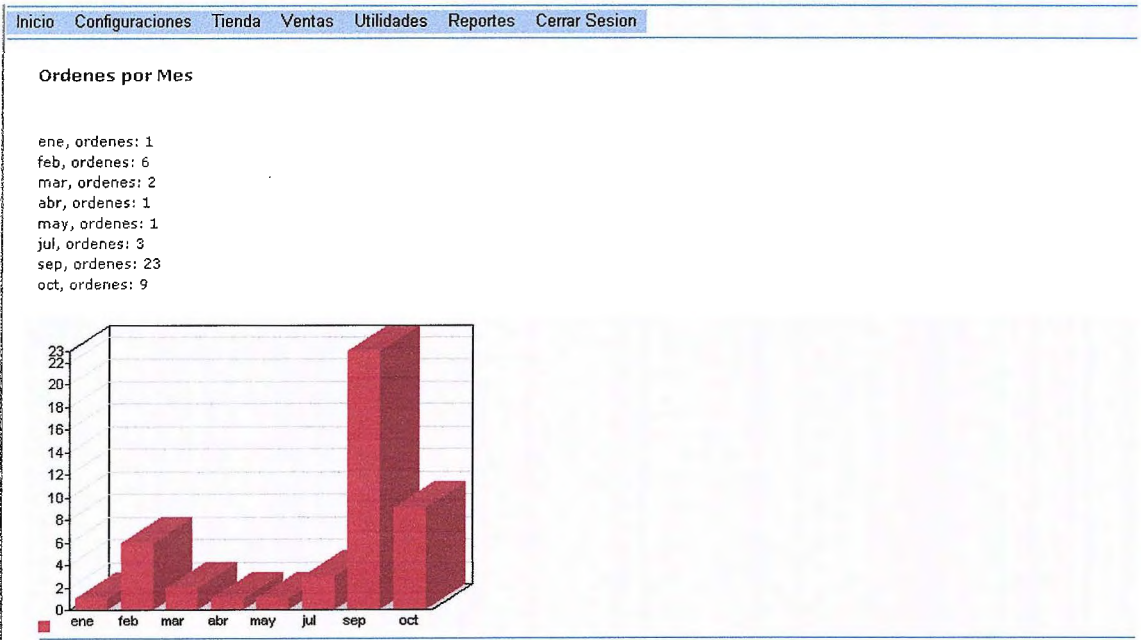 Inicio Configuraciones Tienda Ventas Utilidades Reportes Cerrar Sesion
Ordenes por Mes
ene, ordenes: 1
feb, ordenes: 6
mar, ordenes: 2
abr, ordenes: 1
may, ordenes: 1
jul, ordenes: 3
sep, ordenes: 23
oct, ordenes: 9
23
22
20
18
16
14
12
10
8
6
4
2
0
ene feb mar abr may jul sep oct